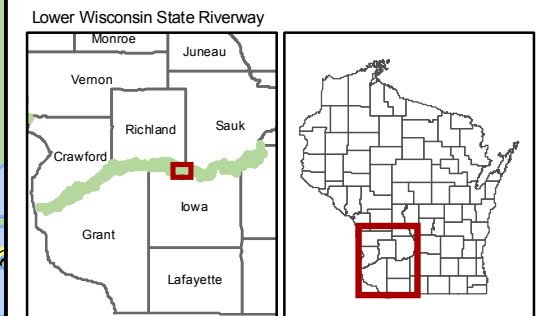 Lower Wisconsin State Riverway
Monroe
Juneau
Vernon
Richland
Sauk
Crawford
Iowa
Grant
Lafayette